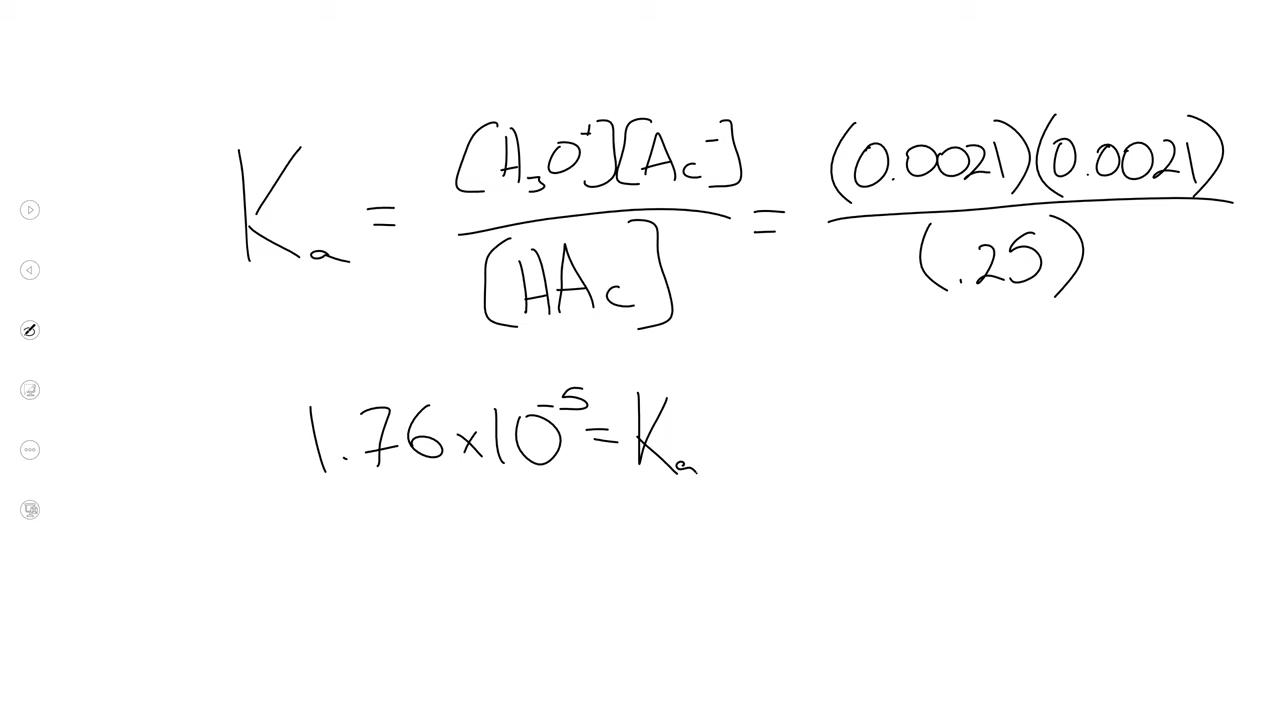 Ka = [H3O+][Ac-] / [HAc] = (0.0021)(0.0021) / (.25)
1.76x10^-5 = Ka